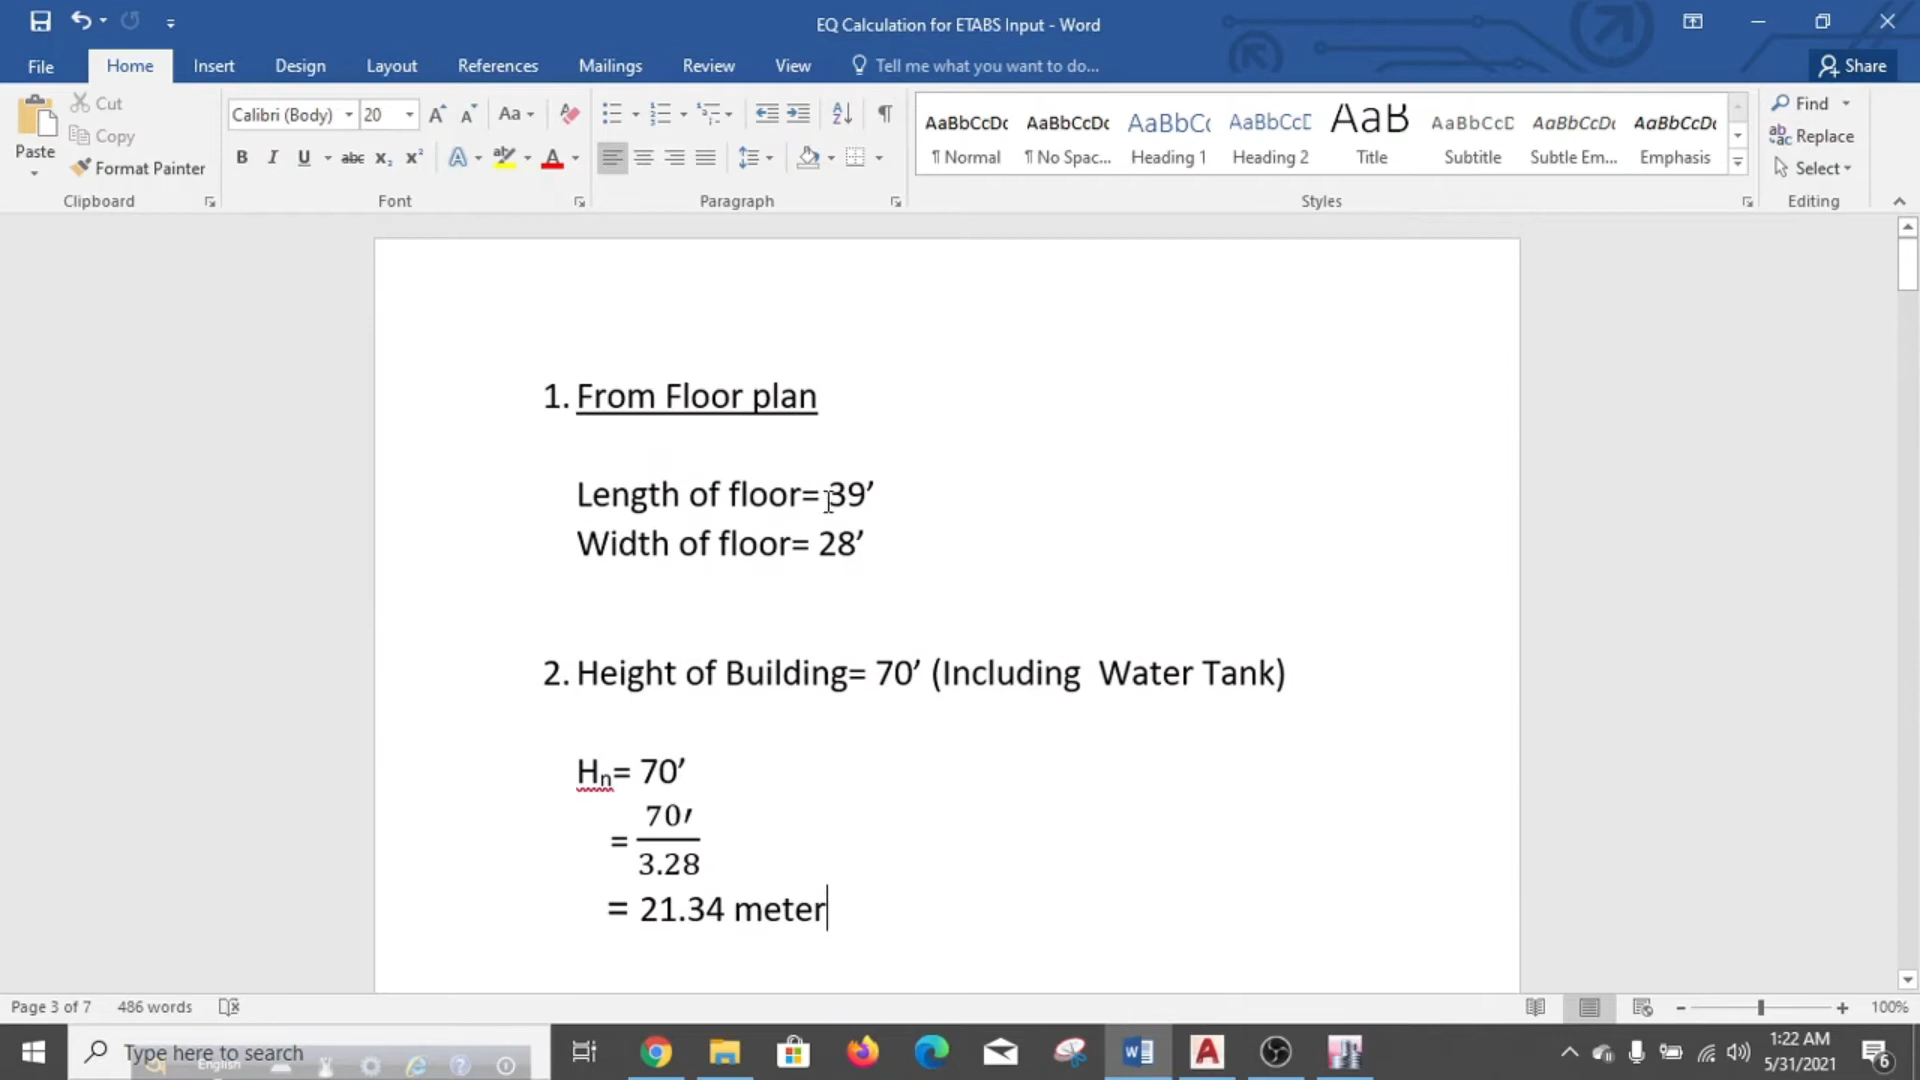 EQ Calculation for ETABS Input - Word
File Home Insert Design Layout References Mailings Review View Tell me what you want to do... Share
Paste
Cut
Copy
Format Painter
Clipboard
Calibri (Body) 20
Font
Paragraph
AaBbCcDc AaBbCcDc AaBbC AaBbCcD AaB AaBbCcD AaBbCcDc AaBbCcDc
¶ Normal ¶ No Spac... Heading 1 Heading 2 Title Subtitle Subtle Em... Emphasis
Styles
Find
Replace
Select
Editing
1. From Floor plan
Length of floor= 39’
Width of floor= 28’
2. Height of Building= 70’ (Including  Water Tank)
Hn= 70’
= 70′
3.28
= 21.34 meter
Page 3 of 7 486 words 100%
Type here to search
English
1:22 AM
5/31/2021
6